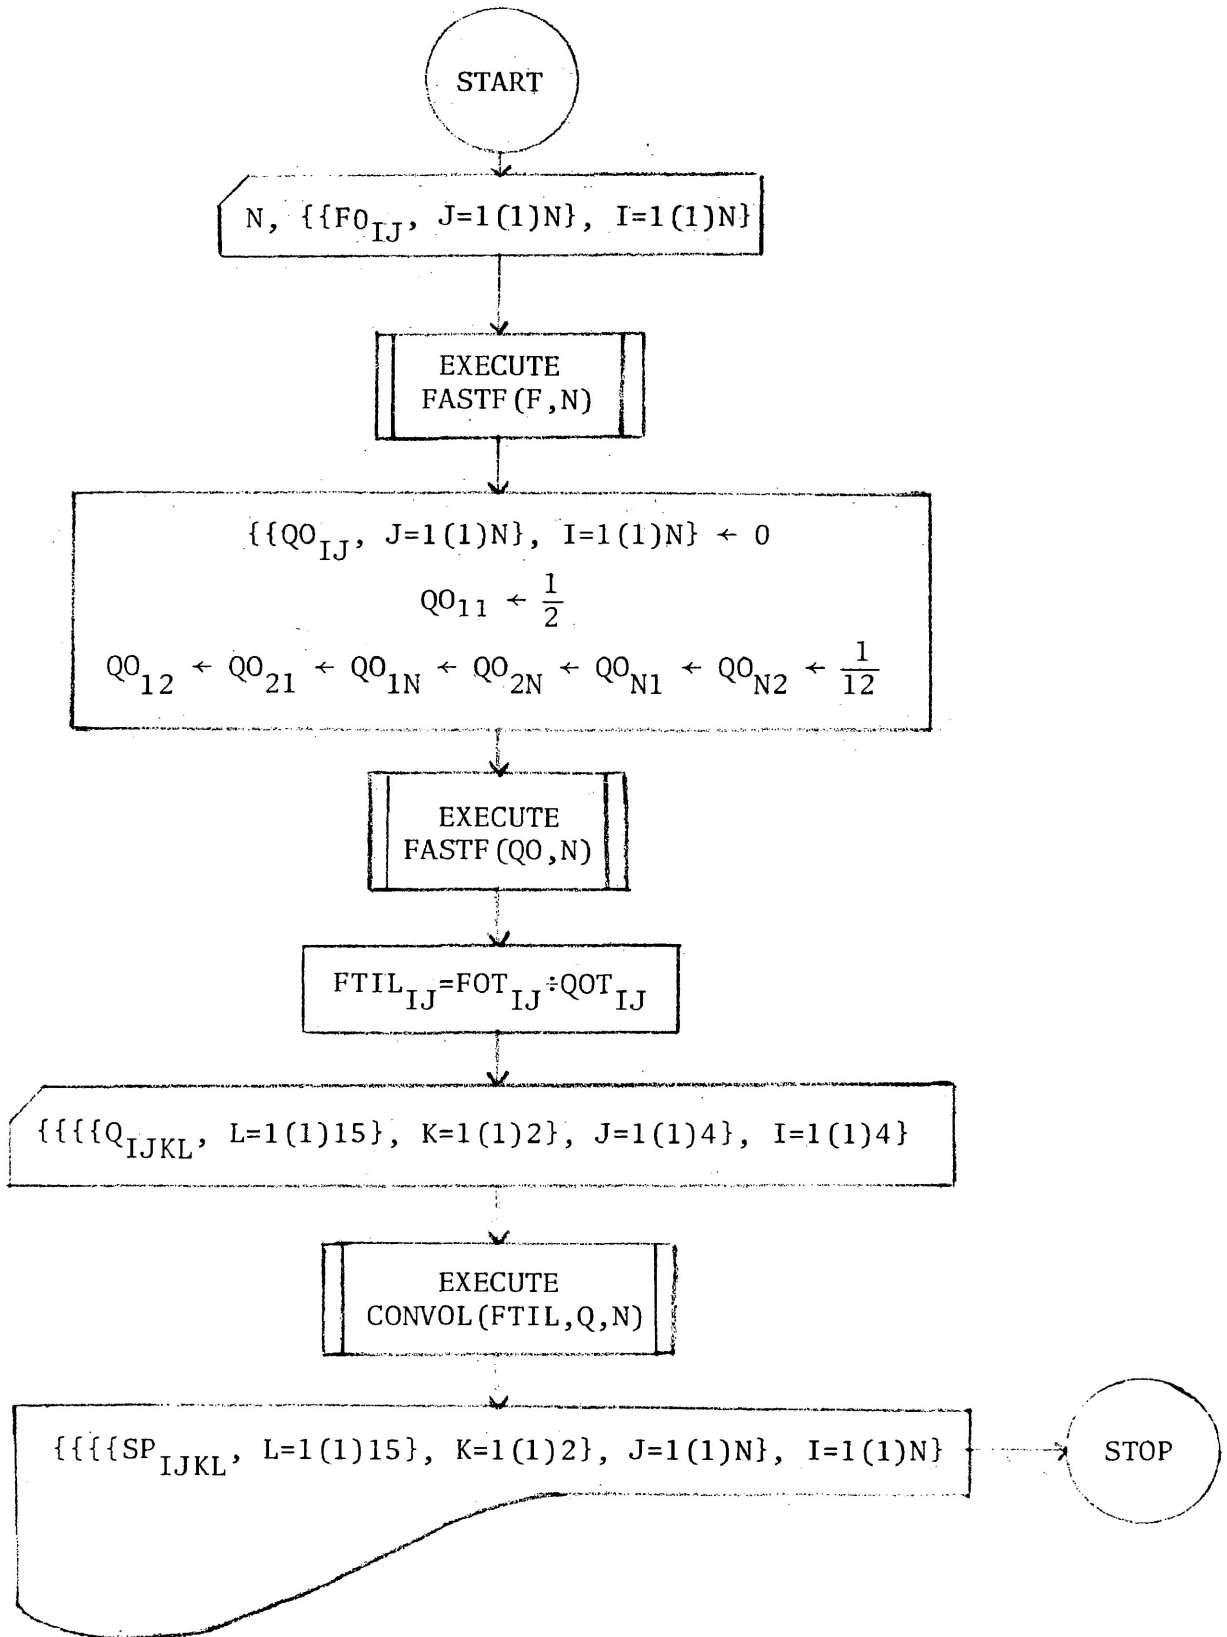 START
N, {{FO_IJ, J=1(1)N}, I=1(1)N}
EXECUTE
FASTF(F,N)
{{QO_IJ, J=1(1)N}, I=1(1)N} ← 0
QO_11 ← 1/2
QO_12 ← QO_21 ← QO_1N ← QO_2N ← QO_N1 ← QO_N2 ← 1/12
EXECUTE
FASTF(QO,N)
FTIL_IJ=FOT_IJ÷QOT_IJ
{{{{Q_IJKL, L=1(1)15}, K=1(1)2}, J=1(1)4}, I=1(1)4}
EXECUTE
CONVOL(FTIL,Q,N)
{{{{SP_IJKL, L=1(1)15}, K=1(1)2}, J=1(1)N}, I=1(1)N}
STOP